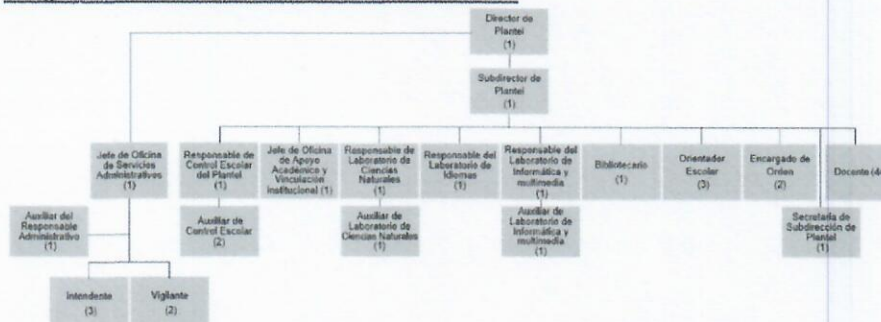 Director de
Plantel
(1)
Subdirector de
Plantel
(1)
Jefe de Oficina
de Servicios
Administrativos
(1)
Responsable de
Control Escolar
del Plantel
(1)
Jefe de Oficina
de Apoyo
Académico y
Vinculación
Institucional (1)
Responsable de
Laboratorio de
Ciencias
Naturales
(1)
Responsable del
Laboratorio de
Idiomas
(1)
Responsable del
Laboratorio de
Informática y
multimedia
(1)
Bibliotecario
(1)
Orientador
Escolar
(3)
Encargado de
Orden
(2)
Docente
Auxiliar del
Responsable
Administrativo
(1)
Auxiliar de
Control Escolar
(2)
Auxiliar de
Laboratorio de
Ciencias Naturales
(1)
Auxiliar de
Laboratorio de
Informática y
multimedia
(1)
Secretaria de
Subdirección de
Plantel
(1)
Intendente
(3)
Vigilante
(2)